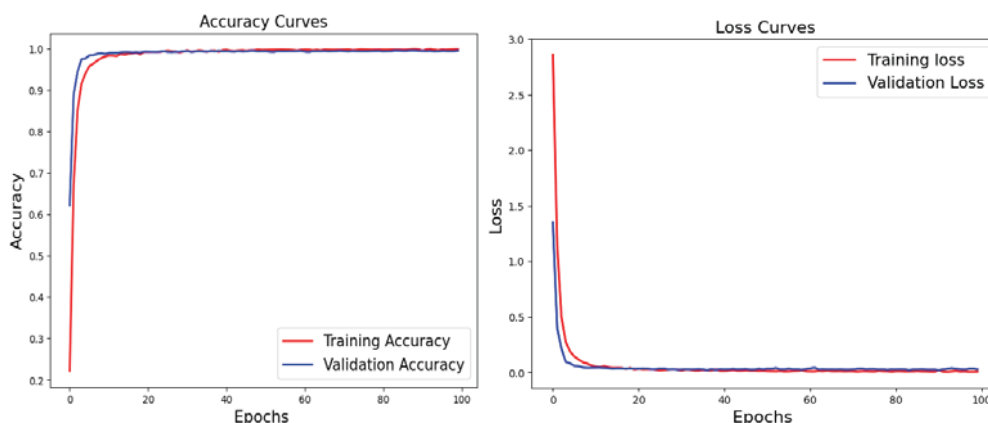 Accuracy Curves
1.0
0.9
0.8
0.7
0.6
0.5
0.4
0.3
0.2
Accuracy
Training Accuracy
Validation Accuracy
0 20 40 60 80 100
Epochs
Loss Curves
3.0
2.5
2.0
1.5
1.0
0.5
0.0
Loss
Training loss
Validation Loss
0 20 40 60 80 100
Epochs